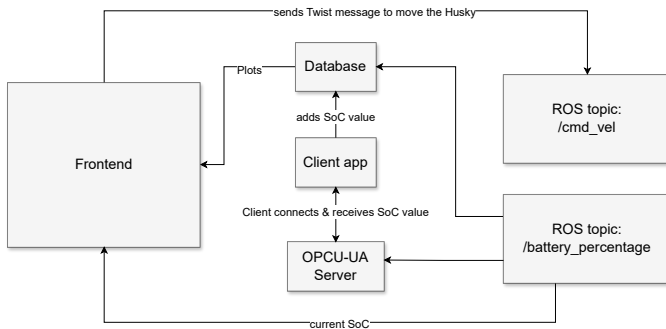 sends Twist message to move the Husky
Database
Plots
ROS topic:
/cmd_vel
adds SoC value
Frontend
Client app
Client connects & receives SoC value
ROS topic:
/battery_percentage
OPCU-UA
Server
current SoC